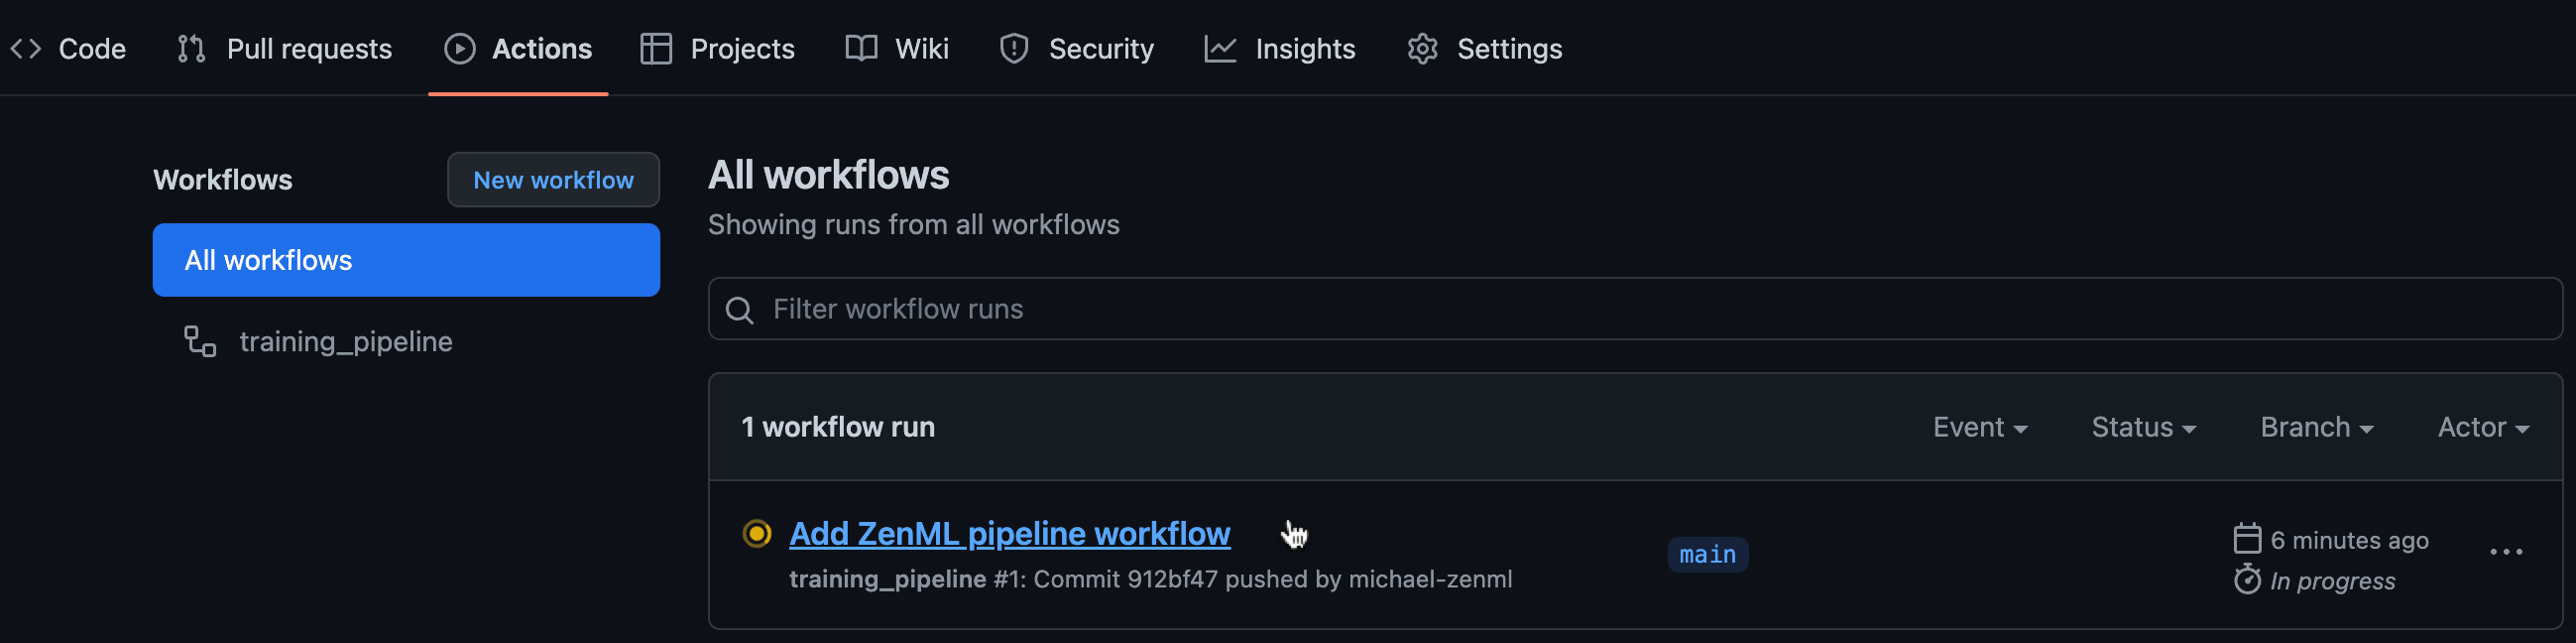 Code Pull requests Actions Projects Wiki Security Insights Settings
Workflows New workflow
All workflows
training_pipeline
All workflows
Showing runs from all workflows
Filter workflow runs
1 workflow run Event Status Branch Actor
Add ZenML pipeline workflow
training_pipeline #1: Commit 912bf47 pushed by michael-zenml
main
6 minutes ago
In progress